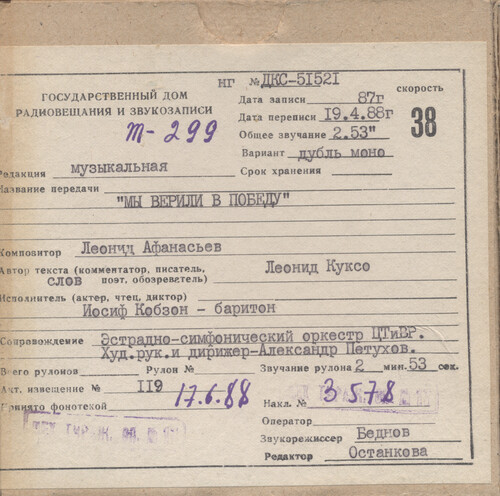 нг № ДКС-51521
ГОСУДАРСТВЕННЫЙ ДОМ
РАДИОВЕЩАНИЯ И ЗВУКОЗАПИСИ
Дата записи 87г
скорость
38
т-299
Дата переписи 19.4.88г
Общее звучание 2.53"
Вариант дубль моно
Редакция музыкальная
Срок хранения
Название передачи
"МЫ ВЕРИЛИ В ПОБЕДУ"
Композитор Леонид Афанасьев
Автор текста (комментатор, писатель,
слов поэт, обозреватель) Леонид Куксо
Исполнитель (актер, чтец, диктор)
Иосиф Кобзон - баритон
Сопровождение Эстрадно-симфонический оркестр ЦТиВР.
Худ.рук.и дирижер-Александр Петухов.
Всего рулонов Рулон № Звучание рулона 2 мин. 53 сек.
Акт. извещение № 119
Принято фонотекой 17.6.88 Накл. № 3578
Оператор
Звукорежиссер Беднов
Редактор Останкова